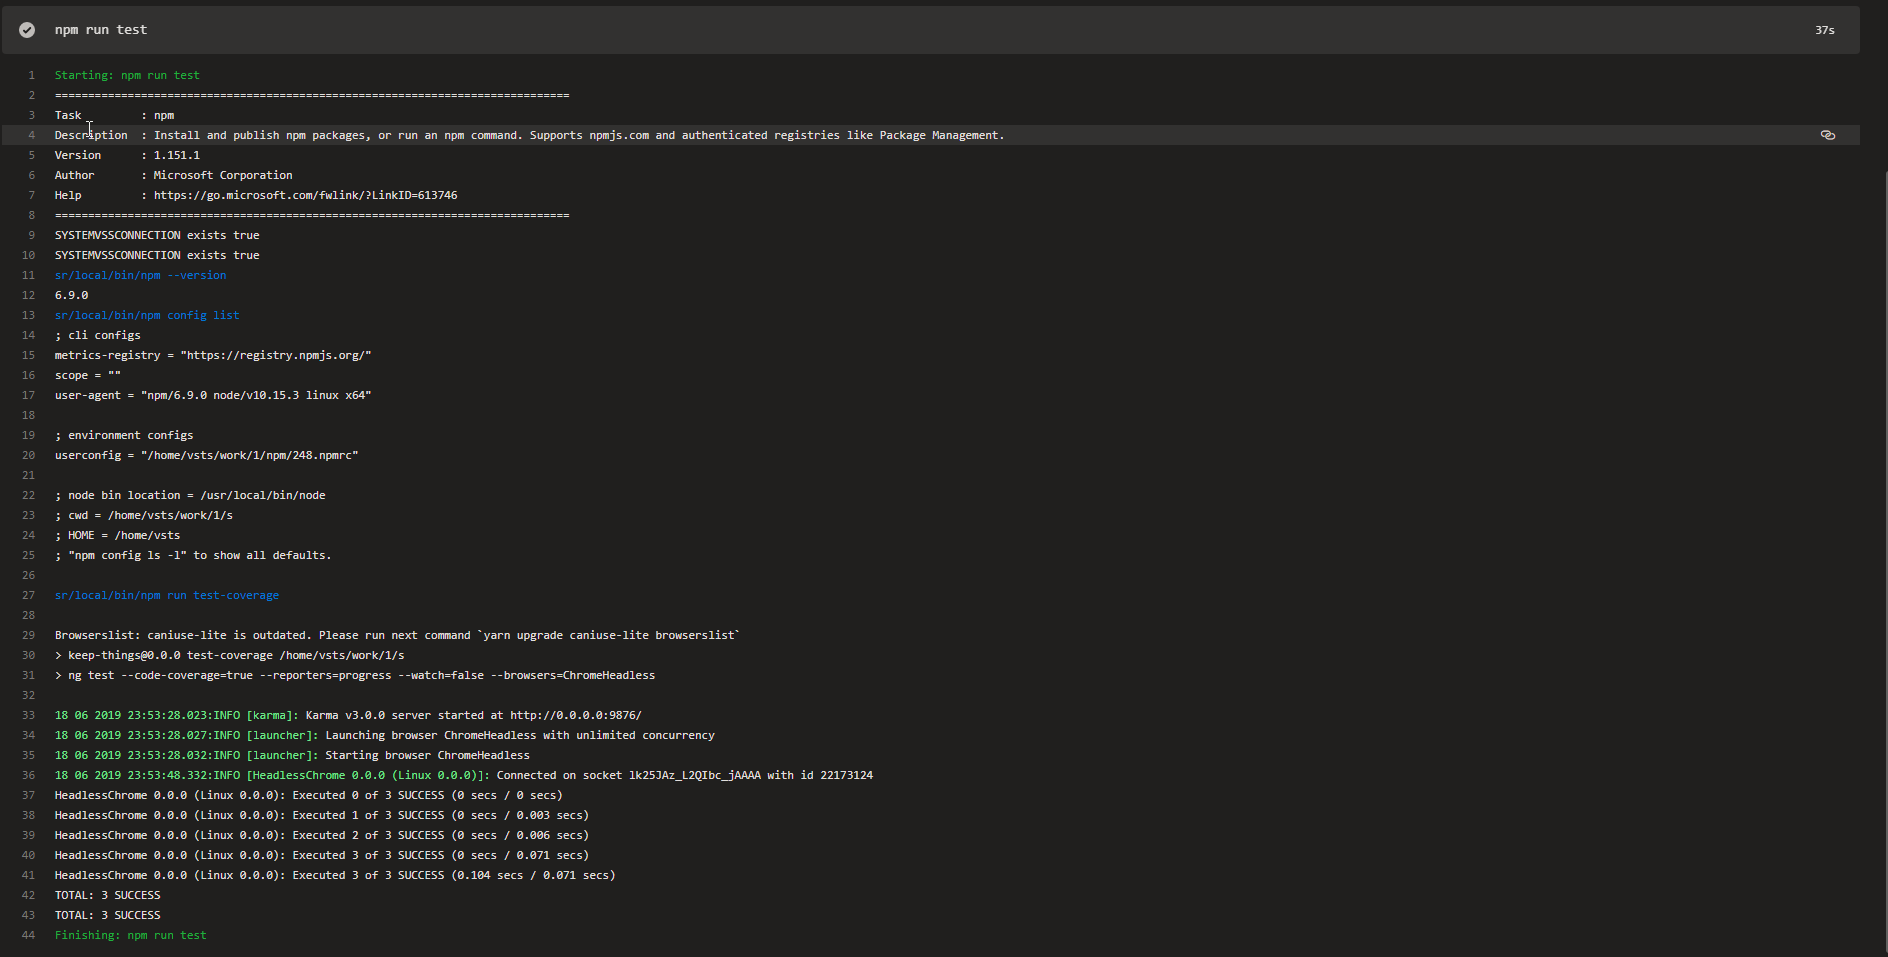 npm run test 37s
1 Starting: npm run test
2 ==============================================================================
3 Task         : npm
4 Description  : Install and publish npm packages, or run an npm command. Supports npmjs.com and authenticated registries like Package Management.
5 Version      : 1.151.1
6 Author       : Microsoft Corporation
7 Help         : https://go.microsoft.com/fwlink/?LinkID=613746
8 ==============================================================================
9 SYSTEMVSSCONNECTION exists true
10 SYSTEMVSSCONNECTION exists true
11 sr/local/bin/npm --version
12 6.9.0
13 sr/local/bin/npm config list
14 ; cli configs
15 metrics-registry = "https://registry.npmjs.org/"
16 scope = ""
17 user-agent = "npm/6.9.0 node/v10.15.3 linux x64"
18
19 ; environment configs
20 userconfig = "/home/vsts/work/1/npm/248.npmrc"
21
22 ; node bin location = /usr/local/bin/node
23 ; cwd = /home/vsts/work/1/s
24 ; HOME = /home/vsts
25 ; "npm config ls -l" to show all defaults.
26
27 sr/local/bin/npm run test-coverage
28
29 Browserslist: caniuse-lite is outdated. Please run next command `yarn upgrade caniuse-lite browserslist`
30 > keep-things@0.0.0 test-coverage /home/vsts/work/1/s
31 > ng test --code-coverage=true --reporters=progress --watch=false --browsers=ChromeHeadless
32
33 18 06 2019 23:53:28.023:INFO [karma]: Karma v3.0.0 server started at http://0.0.0.0:9876/
34 18 06 2019 23:53:28.027:INFO [launcher]: Launching browser ChromeHeadless with unlimited concurrency
35 18 06 2019 23:53:28.032:INFO [launcher]: Starting browser ChromeHeadless
36 18 06 2019 23:53:48.332:INFO [HeadlessChrome 0.0.0 (Linux 0.0.0)]: Connected on socket lk25JAz_L2QIbc_jAAAA with id 22173124
37 HeadlessChrome 0.0.0 (Linux 0.0.0): Executed 0 of 3 SUCCESS (0 secs / 0 secs)
38 HeadlessChrome 0.0.0 (Linux 0.0.0): Executed 1 of 3 SUCCESS (0 secs / 0.003 secs)
39 HeadlessChrome 0.0.0 (Linux 0.0.0): Executed 2 of 3 SUCCESS (0 secs / 0.006 secs)
40 HeadlessChrome 0.0.0 (Linux 0.0.0): Executed 3 of 3 SUCCESS (0 secs / 0.071 secs)
41 HeadlessChrome 0.0.0 (Linux 0.0.0): Executed 3 of 3 SUCCESS (0.104 secs / 0.071 secs)
42 TOTAL: 3 SUCCESS
43 TOTAL: 3 SUCCESS
44 Finishing: npm run test